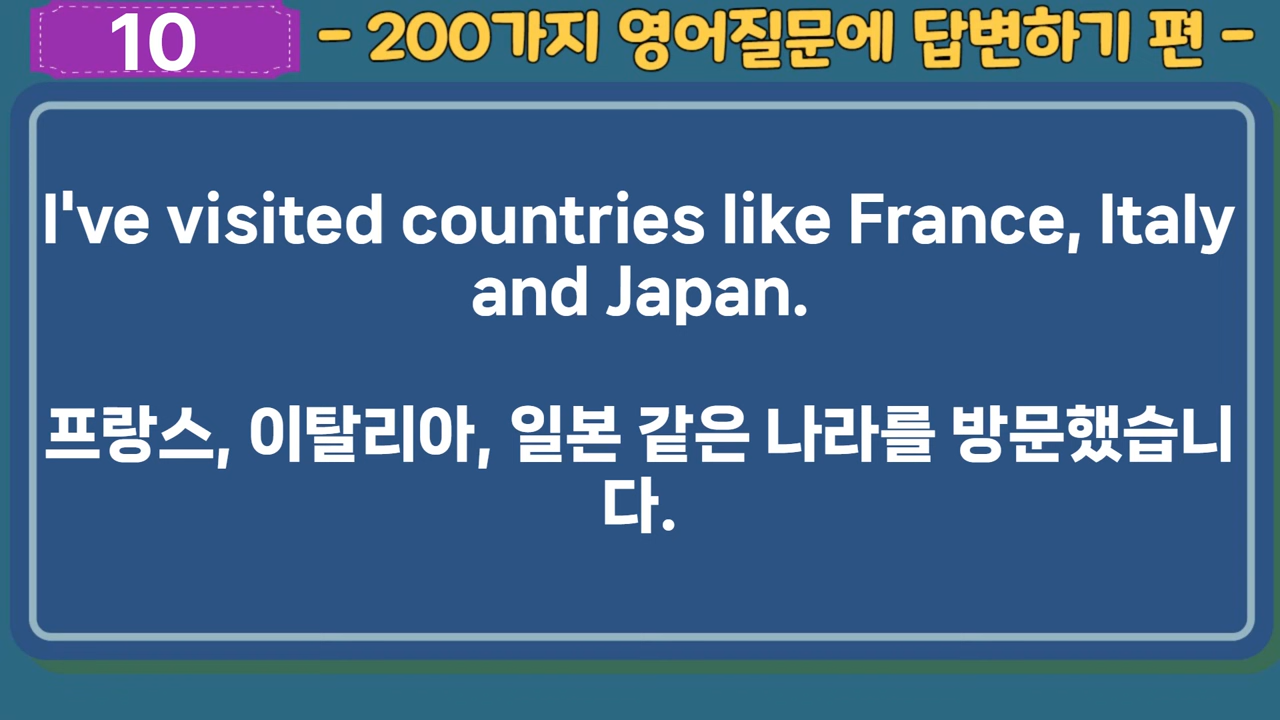 10
- 200가지 영어질문에 답변하기 편 -
I've visited countries like France, Italy
and Japan.
프랑스, 이탈리아, 일본 같은 나라를 방문했습니
다.